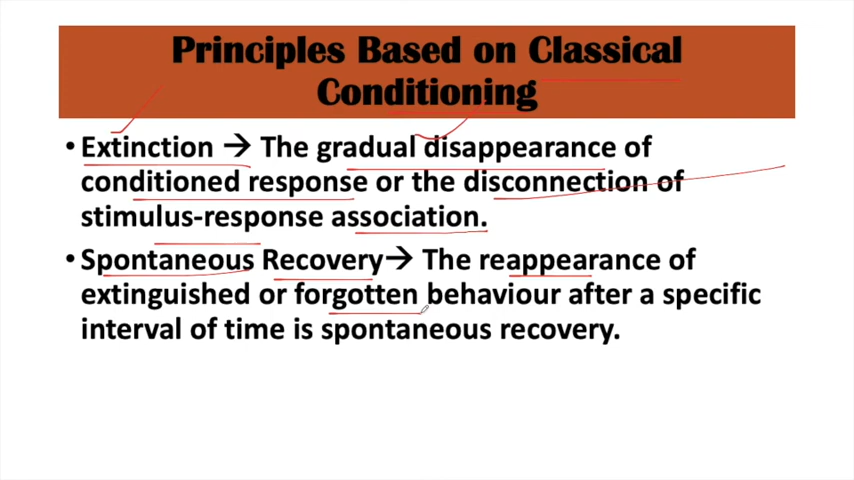 Principles Based on Classical
Conditioning
• Extinction → The gradual disappearance of
conditioned response or the disconnection of
stimulus-response association.
• Spontaneous Recovery→ The reappearance of
extinguished or forgotten behaviour after a specific
interval of time is spontaneous recovery.